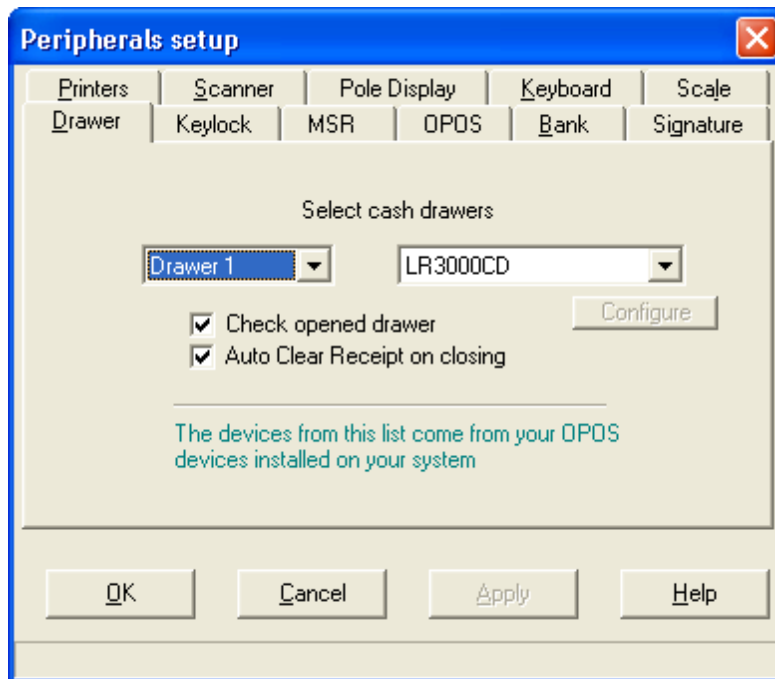 Peripherals setup
Printers Scanner Pole Display Keyboard Scale
Drawer Keylock MSR OPOS Bank Signature
Select cash drawers
Drawer 1 LR3000CD
Configure
Check opened drawer
Auto Clear Receipt on closing
The devices from this list come from your OPOS
devices installed on your system
OK Cancel Apply Help